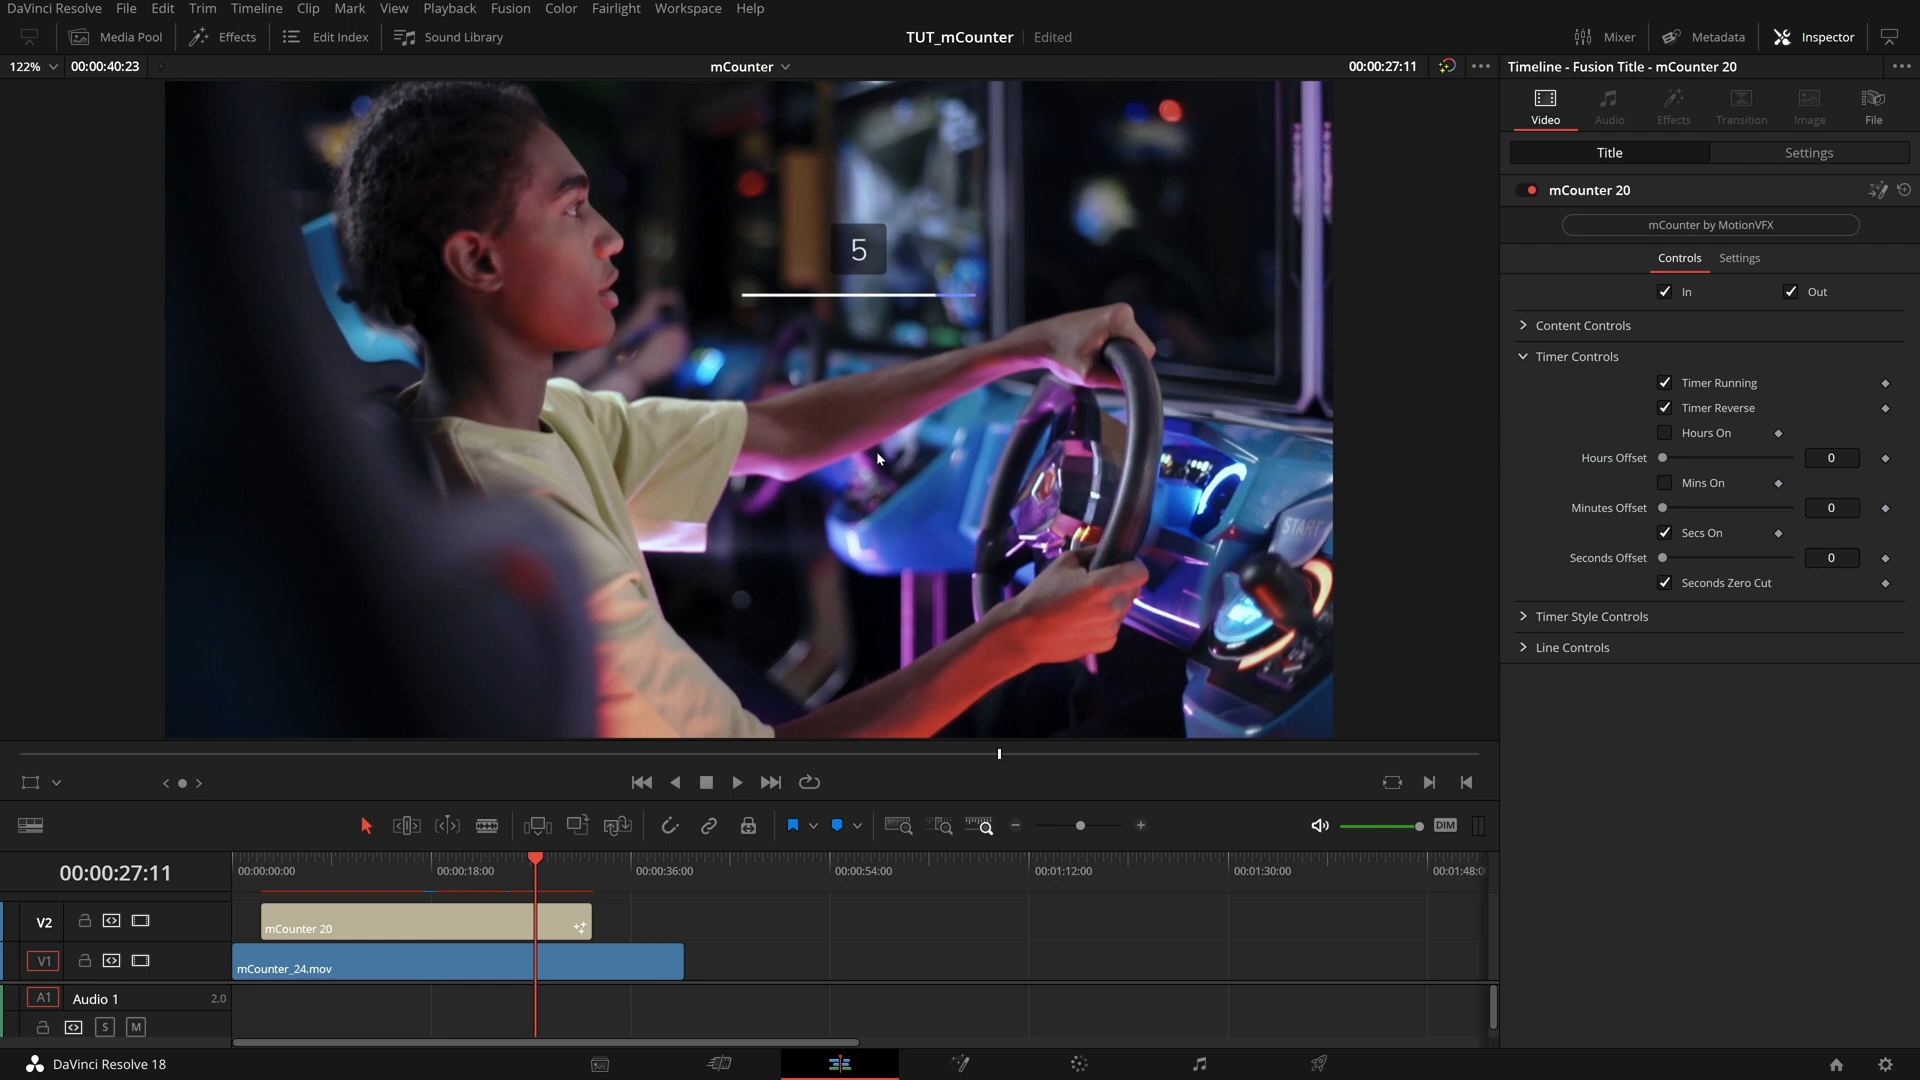 DaVinci Resolve File Edit Trim Timeline Clip Mark View Playback Fusion Color Fairlight Workspace Help
Media Pool Effects Edit Index Sound Library TUT_mCounter Edited Mixer Metadata Inspector
122% 00:00:40:23 mCounter 00:00:27:11 Timeline - Fusion Title - mCounter 20
Video Audio Effects Transition Image File
Title Settings
mCounter 20
mCounter by MotionVFX
Controls Settings
In Out
Content Controls
Timer Controls
Timer Running
Timer Reverse
Hours On
Hours Offset 0
Mins On
Minutes Offset 0
Secs On
Seconds Offset 0
Seconds Zero Cut
Timer Style Controls
Line Controls
5
START
DIM
00:00:27:11 00:00:00:00 00:00:18:00 00:00:36:00 00:00:54:00 00:01:12:00 00:01:30:00 00:01:48:0
V2 mCounter 20
V1 mCounter_24.mov
A1 Audio 1 2.0
S M
DaVinci Resolve 18